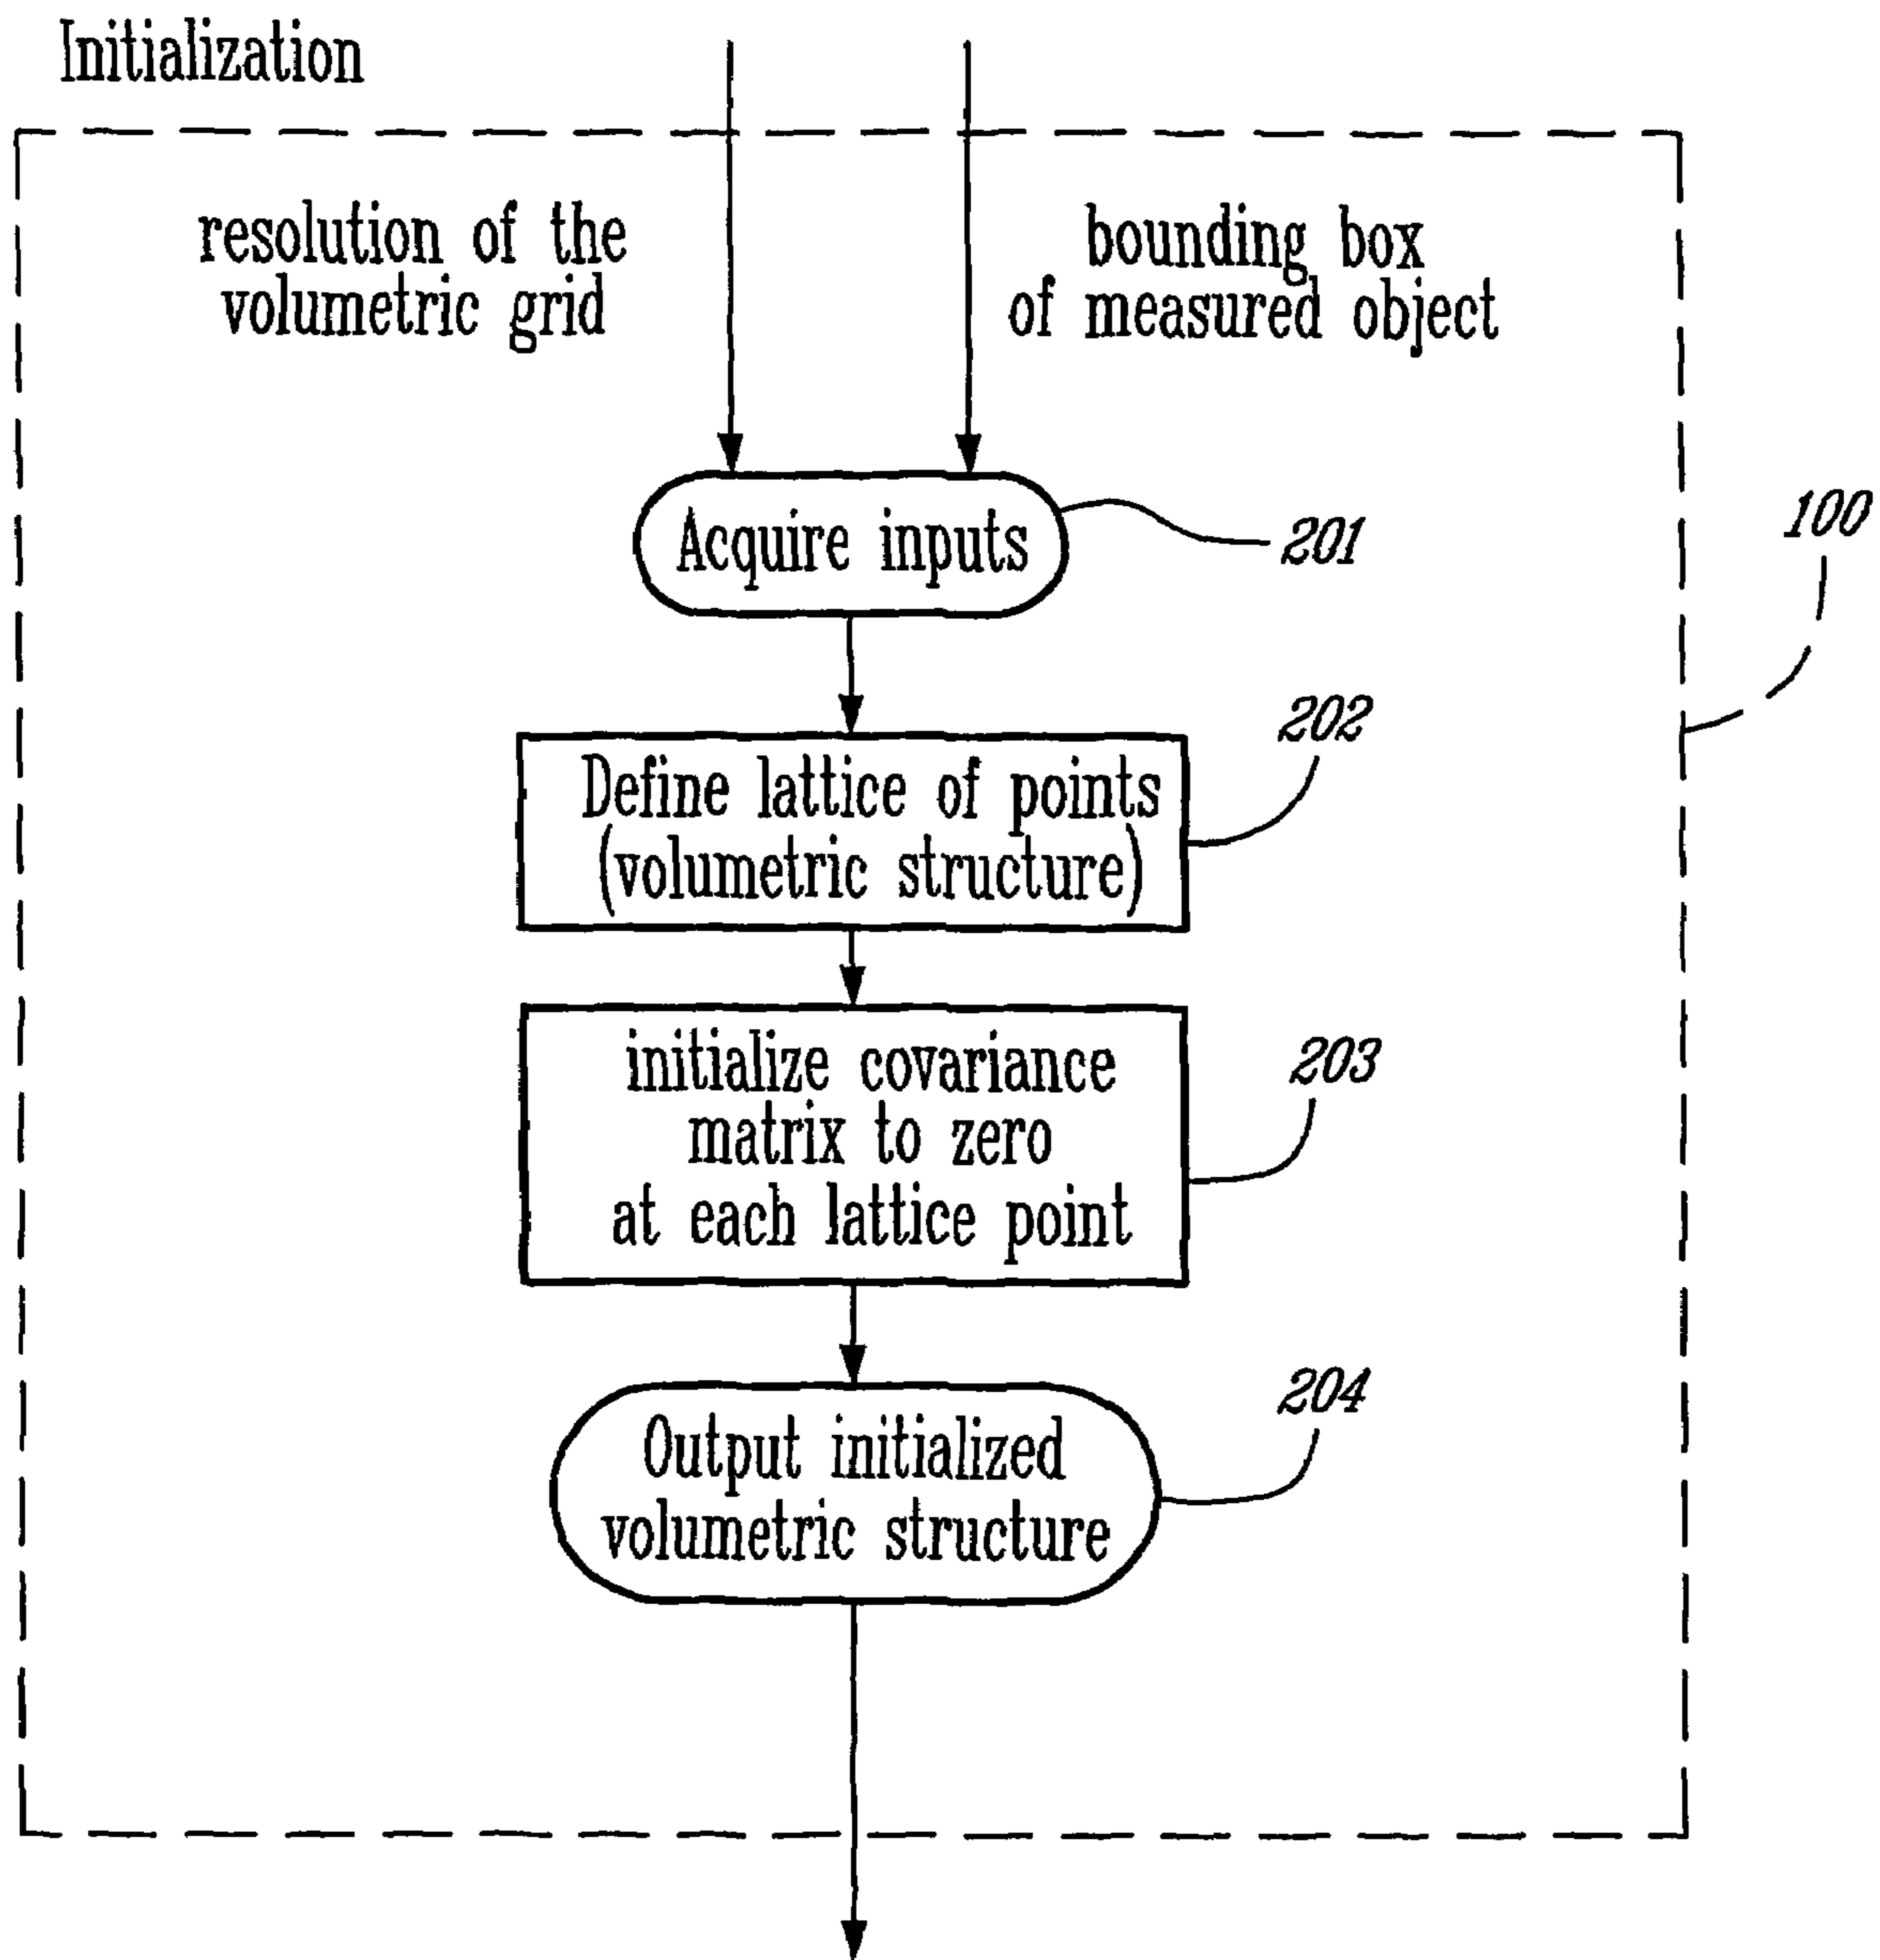 Initialization
resolution of the
volumetric grid
bounding box
of measured object
Acquire inputs
201
100
202
Define lattice of points
(volumetric structure)
203
initialize covariance
matrix to zero
at each lattice point
204
Output initialized
volumetric structure